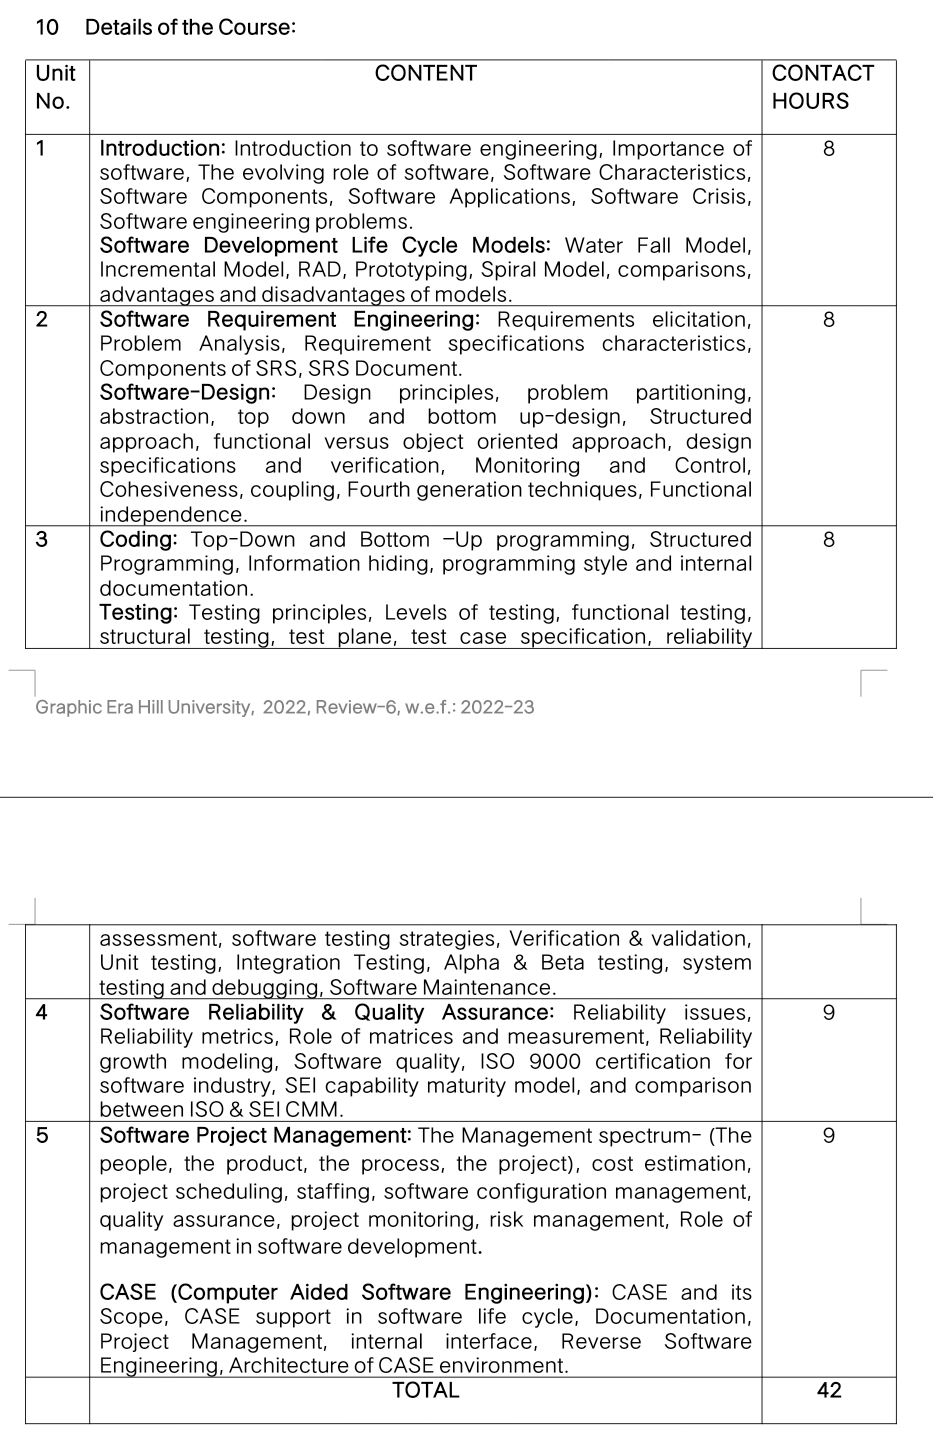 10 Details of the Course:
Unit No. CONTENT CONTACT HOURS
1 Introduction: Introduction to software engineering, Importance of 8
software, The evolving role of software, Software Characteristics,
Software Components, Software Applications, Software Crisis,
Software engineering problems.
Software Development Life Cycle Models: Water Fall Model,
Incremental Model, RAD, Prototyping, Spiral Model, comparisons,
advantages and disadvantages of models.
2 Software Requirement Engineering: Requirements elicitation, 8
Problem Analysis, Requirement specifications characteristics,
Components of SRS, SRS Document.
Software-Design: Design principles, problem partitioning,
abstraction, top down and bottom up-design, Structured
approach, functional versus object oriented approach, design
specifications and verification, Monitoring and Control,
Cohesiveness, coupling, Fourth generation techniques, Functional
independence.
3 Coding: Top-Down and Bottom –Up programming, Structured 8
Programming, Information hiding, programming style and internal
documentation.
Testing: Testing principles, Levels of testing, functional testing,
structural testing, test plane, test case specification, reliability
Graphic Era Hill University, 2022, Review-6, w.e.f.: 2022-23
assessment, software testing strategies, Verification & validation,
Unit testing, Integration Testing, Alpha & Beta testing, system
testing and debugging, Software Maintenance.
4 Software Reliability & Quality Assurance: Reliability issues, 9
Reliability metrics, Role of matrices and measurement, Reliability
growth modeling, Software quality, ISO 9000 certification for
software industry, SEI capability maturity model, and comparison
between ISO & SEI CMM.
5 Software Project Management: The Management spectrum- (The 9
people, the product, the process, the project), cost estimation,
project scheduling, staffing, software configuration management,
quality assurance, project monitoring, risk management, Role of
management in software development.
CASE (Computer Aided Software Engineering): CASE and its
Scope, CASE support in software life cycle, Documentation,
Project Management, internal interface, Reverse Software
Engineering, Architecture of CASE environment.
TOTAL 42